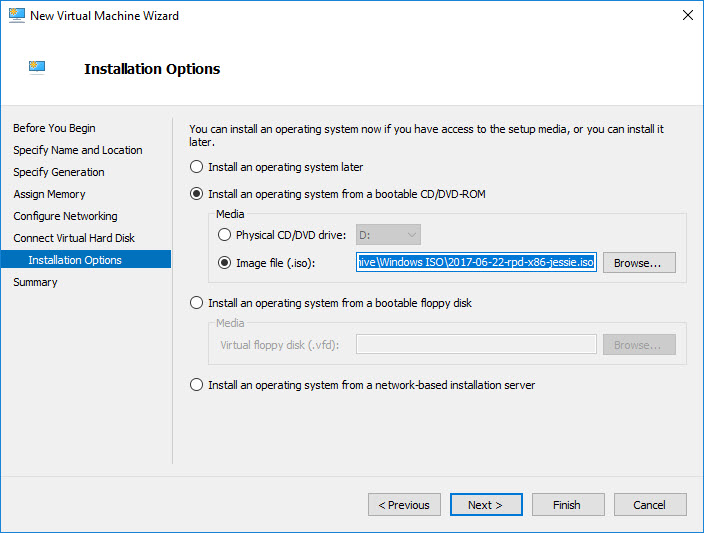 New Virtual Machine Wizard
Installation Options
Before You Begin
Specify Name and Location
Specify Generation
Assign Memory
Configure Networking
Connect Virtual Hard Disk
Installation Options
Summary
You can install an operating system now if you have access to the setup media, or you can install it
later.
Install an operating system later
Install an operating system from a bootable CD/DVD-ROM
Media
Physical CD/DVD drive: D:
Image file (.iso): hive\Windows ISO\2017-06-22-rpd-x86-jessie.iso Browse...
Install an operating system from a bootable floppy disk
Media
Virtual floppy disk (.vfd): Browse...
Install an operating system from a network-based installation server
< Previous Next > Finish Cancel